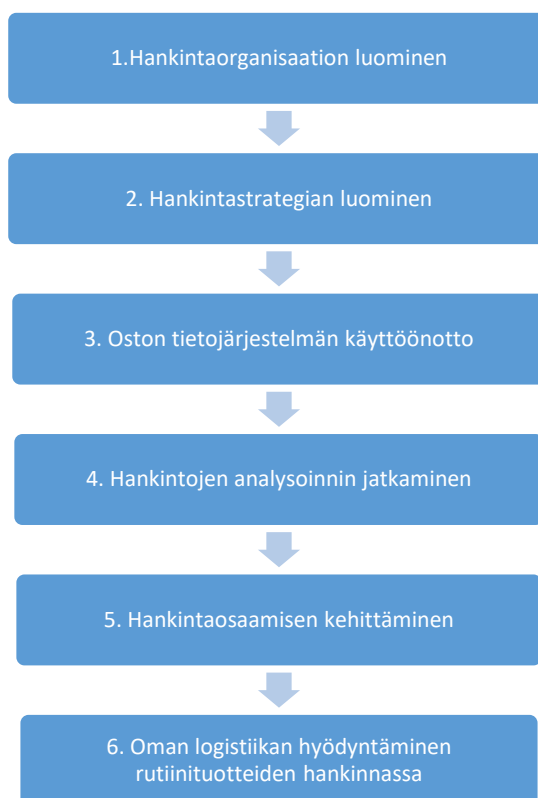 1.Hankintaorganisaation luominen
2. Hankintastrategian luominen
3. Oston tietojärjestelmän käyttöönotto
4. Hankintojen analysoinnin jatkaminen
5. Hankintaosaamisen kehittäminen
6. Oman logistiikan hyödyntäminen
rutiinituotteiden hankinnassa